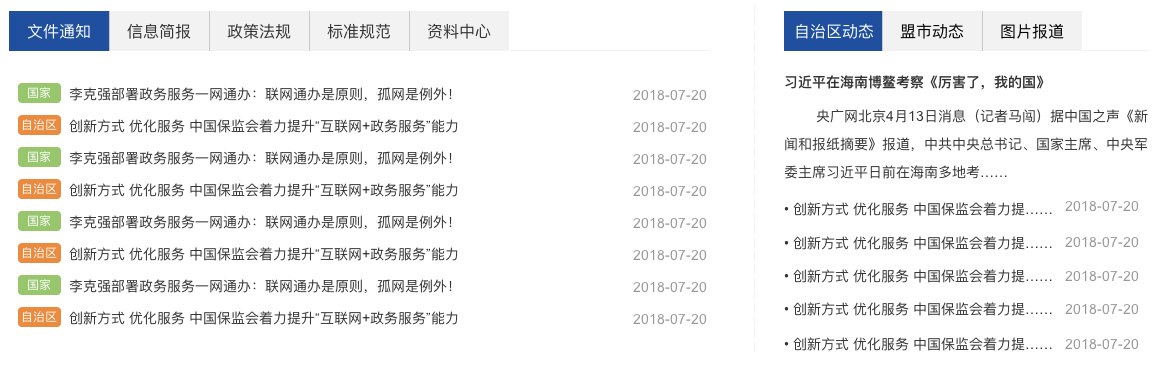 文件通知 信息简报 政策法规 标准规范 资料中心
国家 李克强部署政务服务一网通办：联网通办是原则，孤网是例外！ 2018-07-20
自治区 创新方式 优化服务 中国保监会着力提升“互联网+政务服务”能力 2018-07-20
国家 李克强部署政务服务一网通办：联网通办是原则，孤网是例外！ 2018-07-20
自治区 创新方式 优化服务 中国保监会着力提升“互联网+政务服务”能力 2018-07-20
国家 李克强部署政务服务一网通办：联网通办是原则，孤网是例外！ 2018-07-20
自治区 创新方式 优化服务 中国保监会着力提升“互联网+政务服务”能力 2018-07-20
国家 李克强部署政务服务一网通办：联网通办是原则，孤网是例外！ 2018-07-20
自治区 创新方式 优化服务 中国保监会着力提升“互联网+政务服务”能力 2018-07-20
自治区动态 盟市动态 图片报道
习近平在海南博鳌考察《厉害了，我的国》
央广网北京4月13日消息（记者马闯）据中国之声《新
闻和报纸摘要》报道，中共中央总书记、国家主席、中央军
委主席习近平日前在海南多地考……
• 创新方式 优化服务 中国保监会着力提…… 2018-07-20
• 创新方式 优化服务 中国保监会着力提…… 2018-07-20
• 创新方式 优化服务 中国保监会着力提…… 2018-07-20
• 创新方式 优化服务 中国保监会着力提…… 2018-07-20
• 创新方式 优化服务 中国保监会着力提…… 2018-07-20